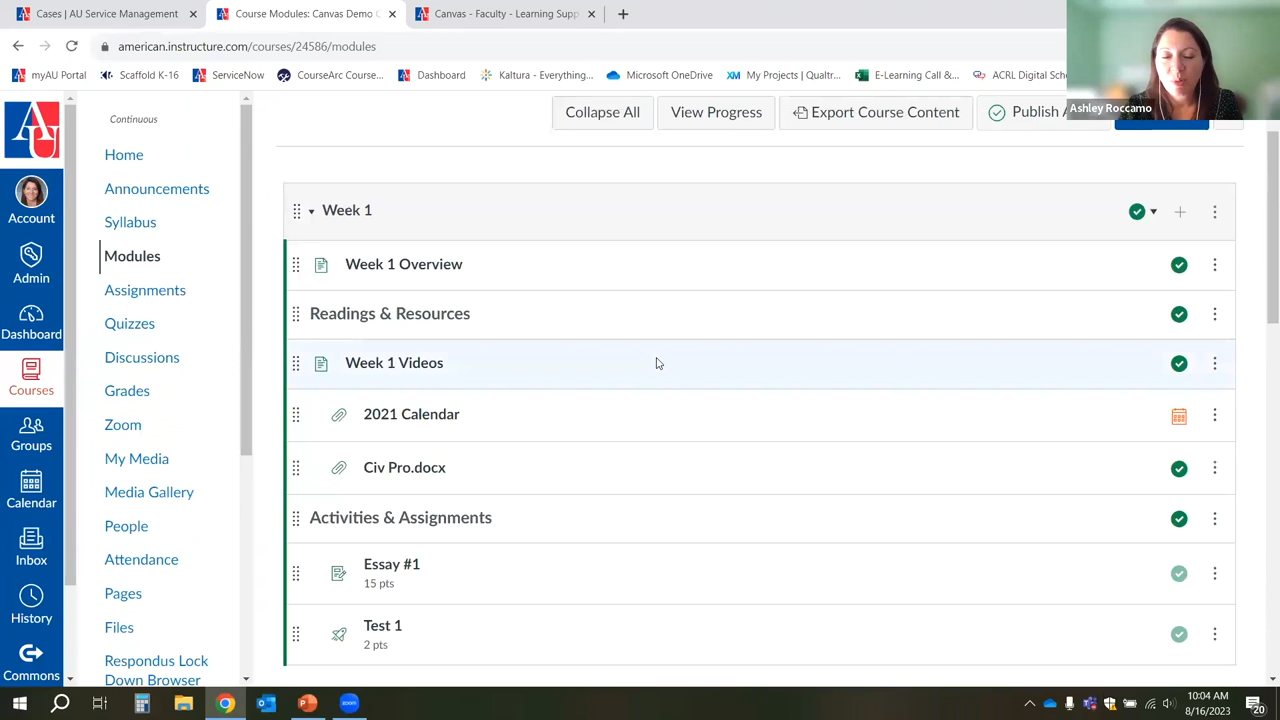 Cases | AU Service Management
Course Modules: Canvas Demo C
Canvas - Faculty - Learning Supp
american.instructure.com/courses/24586/modules
myAU Portal
Scaffold K-16
ServiceNow
CourseArc Course...
Dashboard
Kaltura - Everything...
Microsoft OneDrive
XM My Projects | Qualtr...
E-Learning Call &...
ACRL Digital Sch
Ashley Roccamo
AU
Account
Admin
Dashboard
Courses
Groups
Calendar
Inbox
History
Commons
Continuous
Home
Announcements
Syllabus
Modules
Assignments
Quizzes
Discussions
Grades
Zoom
My Media
Media Gallery
People
Attendance
Pages
Files
Respondus Lock
Down Browser
Collapse All
View Progress
Export Course Content
Publish A
Week 1
Week 1 Overview
Readings & Resources
Week 1 Videos
2021 Calendar
Civ Pro.docx
Activities & Assignments
Essay #1
15 pts
Test 1
2 pts
zoom
10:04 AM
8/16/2023
20